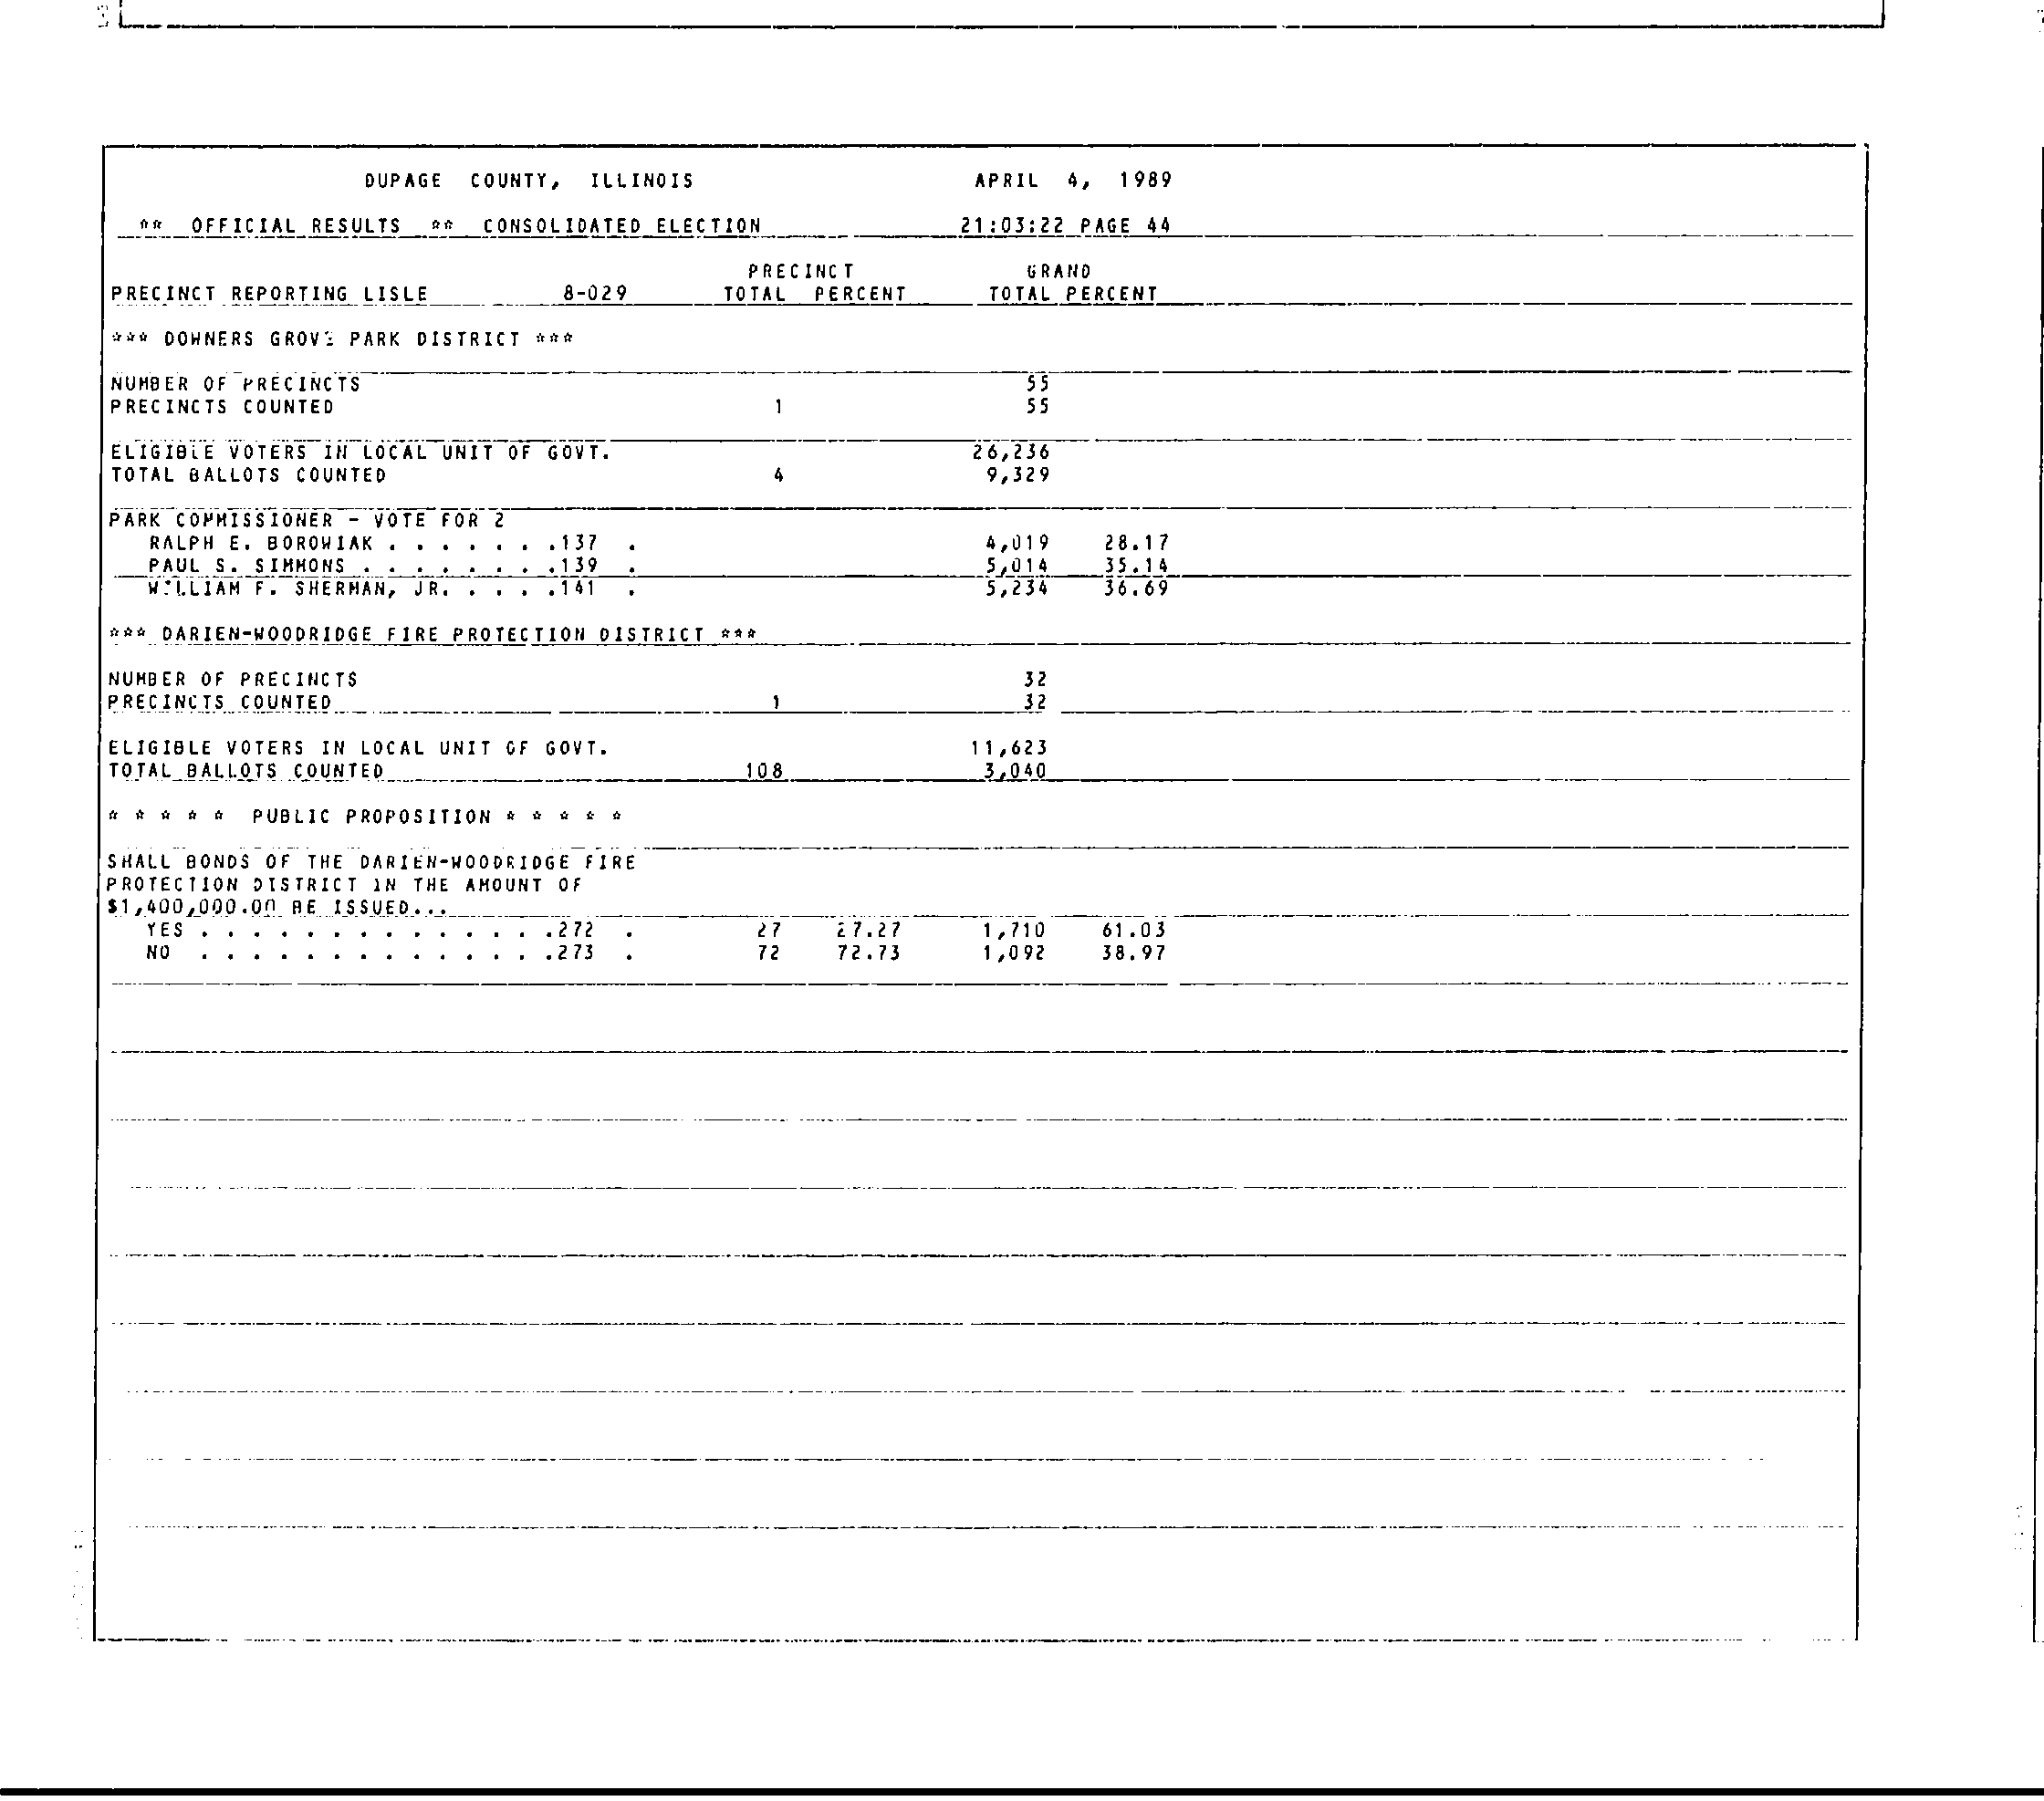 DUPAGE COUNTY, ILLINOIS APRIL 4, 1989
** OFFICIAL RESULTS ** CONSOLIDATED ELECTION 21:03:22 PAGE 44
PRECINCT GRAND
PRECINCT REPORTING LISLE 8-029 TOTAL PERCENT TOTAL PERCENT
*** DOWNERS GROVE PARK DISTRICT ***
NUMBER OF PRECINCTS 55
PRECINCTS COUNTED 1 55
ELIGIBLE VOTERS IN LOCAL UNIT OF GOVT. 26,236
TOTAL BALLOTS COUNTED 4 9,329
PARK COMMISSIONER - VOTE FOR 2
RALPH E. BOROWIAK . . . . . . .137 . 4,019 28.17
PAUL S. SIMMONS . . . . . . . .139 . 5,014 35.14
WILLIAM F. SHERMAN, JR. . . . .141 . 5,234 36.69
*** DARIEN-WOODRIDGE FIRE PROTECTION DISTRICT ***
NUMBER OF PRECINCTS 32
PRECINCTS COUNTED 1 32
ELIGIBLE VOTERS IN LOCAL UNIT OF GOVT. 11,623
TOTAL BALLOTS COUNTED 108 3,040
* * * * * PUBLIC PROPOSITION * * * * *
SHALL BONDS OF THE DARIEN-WOODRIDGE FIRE
PROTECTION DISTRICT IN THE AMOUNT OF
$1,400,000.00 BE ISSUED...
YES . . . . . . . . . . . . . .272 . 27 27.27 1,710 61.03
NO . . . . . . . . . . . . . .273 . 72 72.73 1,092 38.97